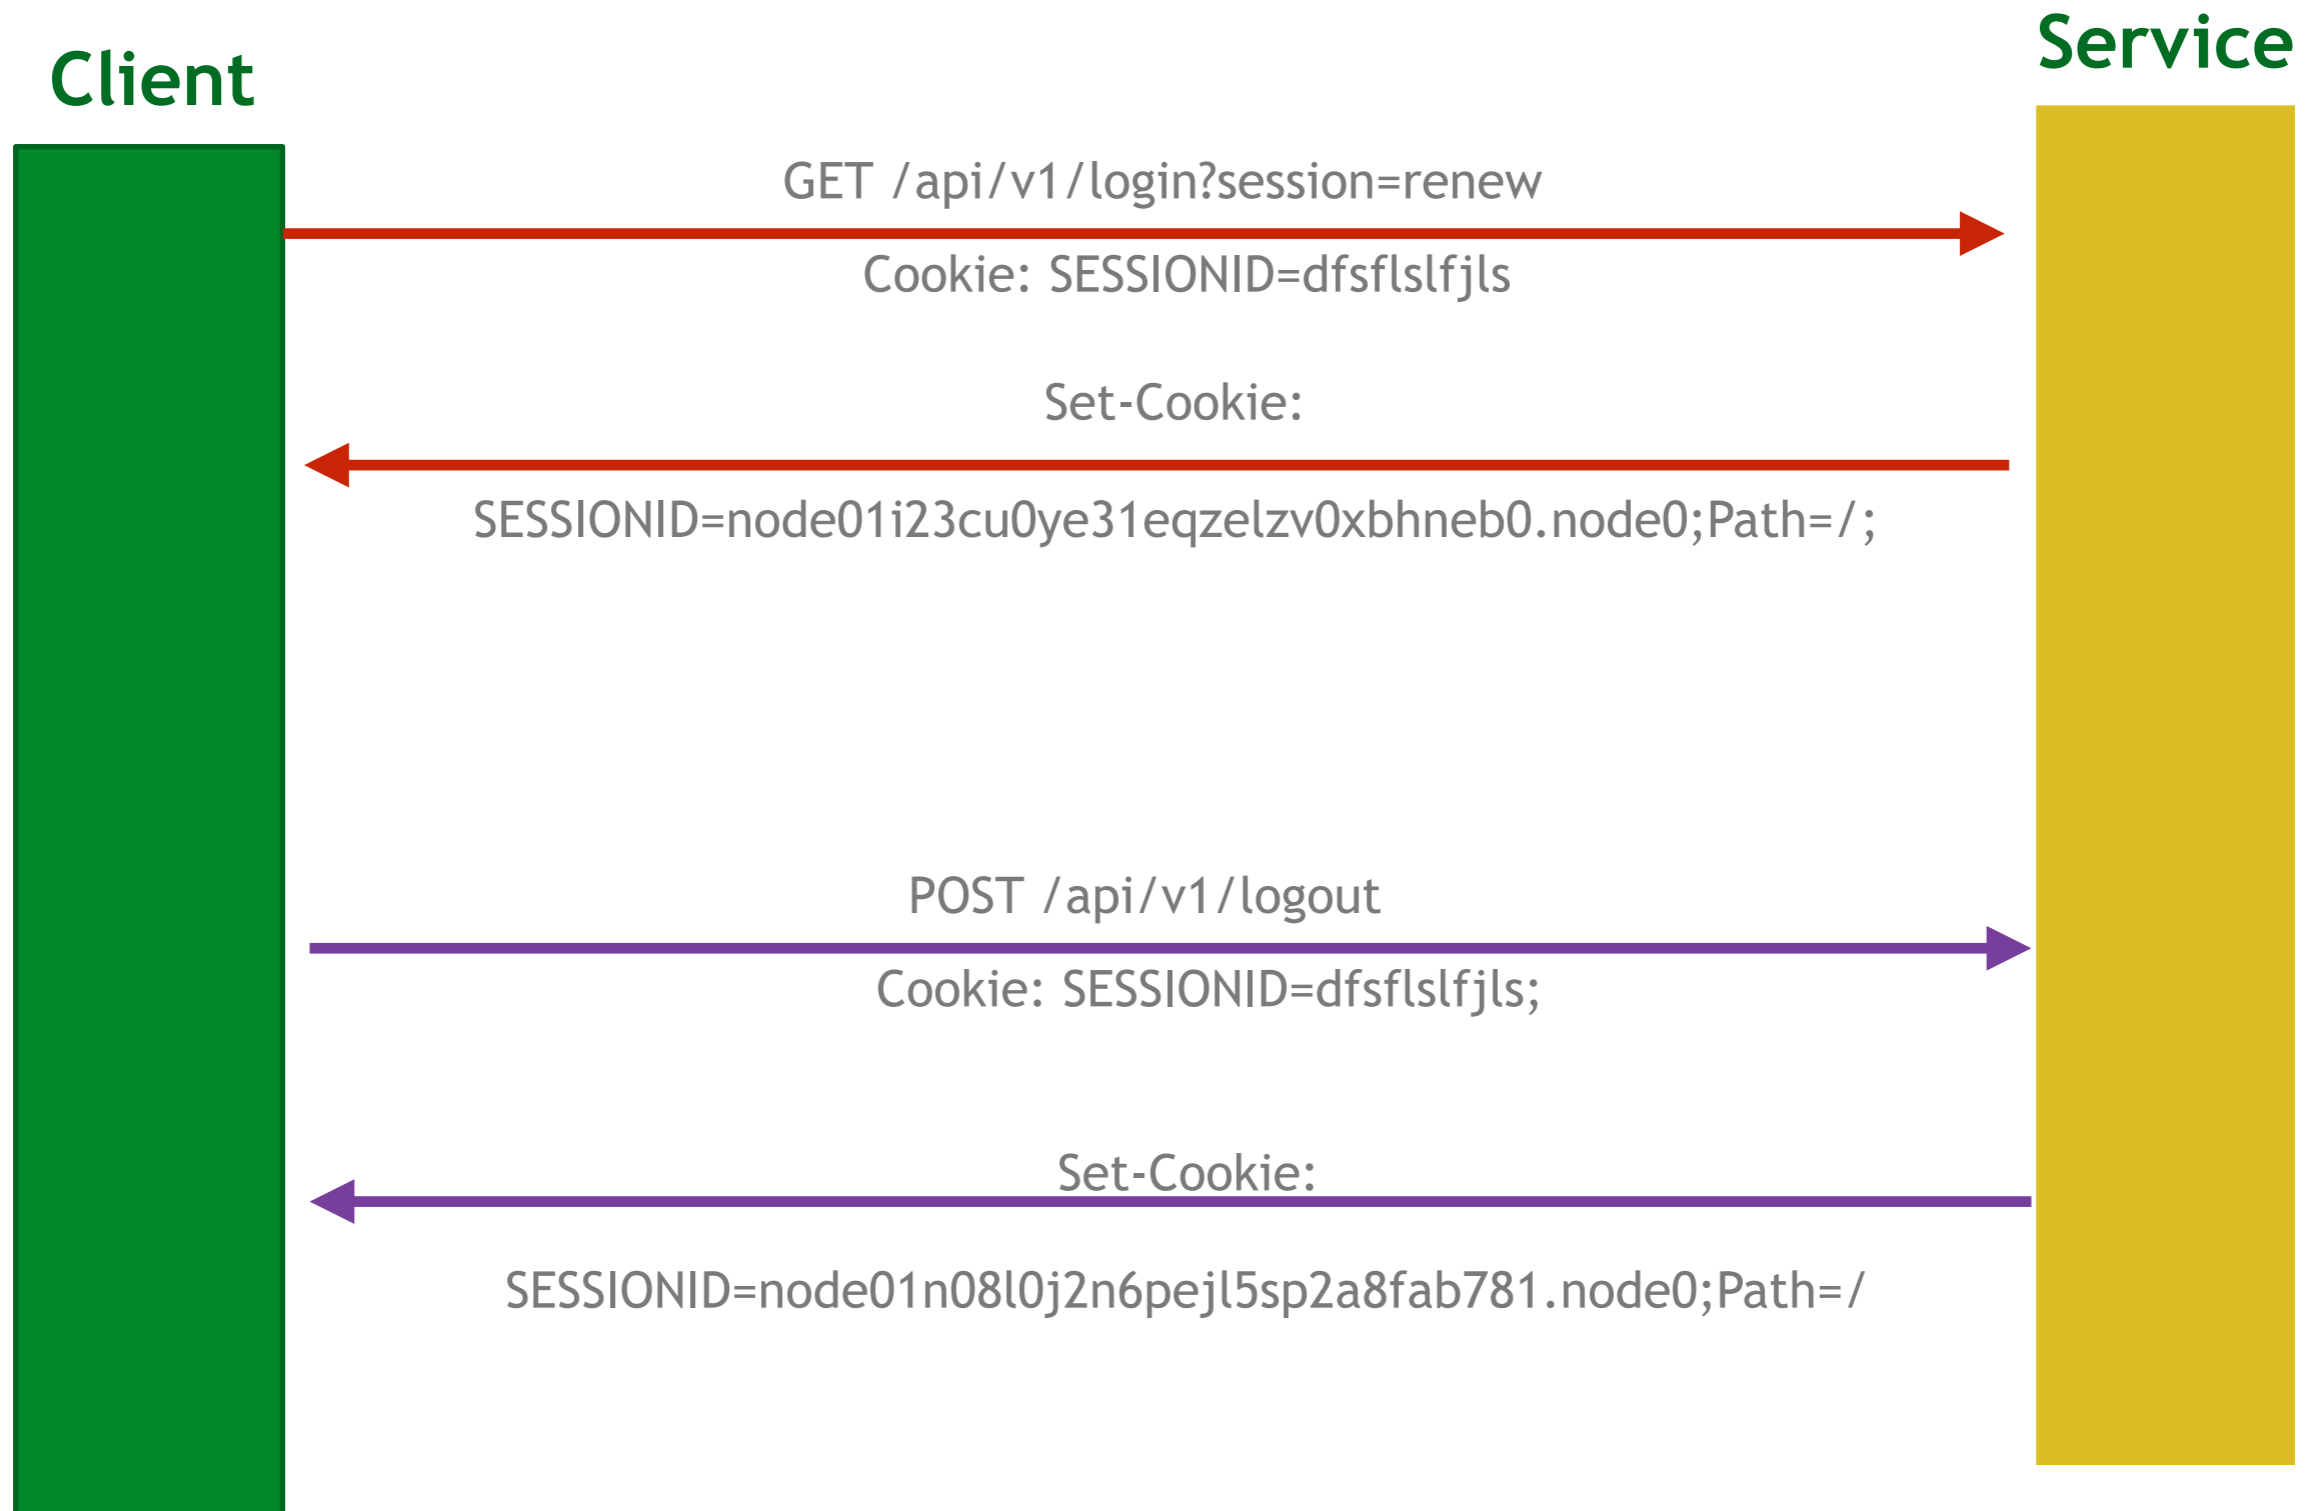 Client
Service
GET /api/v1/login?session=renew
Cookie: SESSIONID=dfsflslfjls
Set-Cookie:
SESSIONID=node01i23cu0ye31eqzelzv0xbhneb0.node0;Path=/;
POST /api/v1/logout
Cookie: SESSIONID=dfsflslfjls;
Set-Cookie:
SESSIONID=node01n08l0j2n6pejl5sp2a8fab781.node0;Path=/